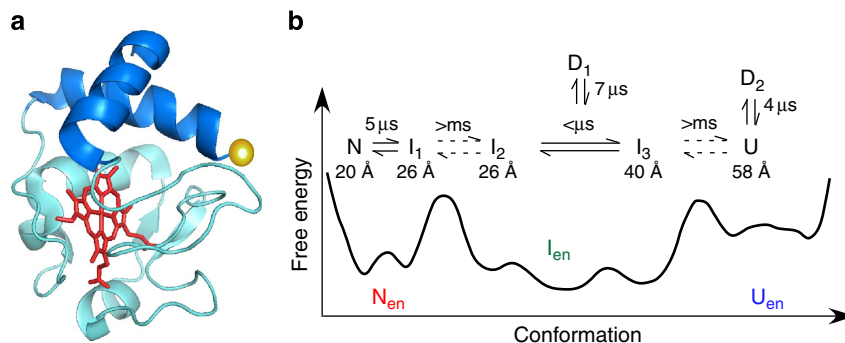 a
b
D1
7 µs
D2
4 µs
5 µs
>ms
<µs
>ms
N
I1
I2
I3
U
20 Å
26 Å
26 Å
40 Å
58 Å
Free energy
Ien
Nen
Uen
Conformation